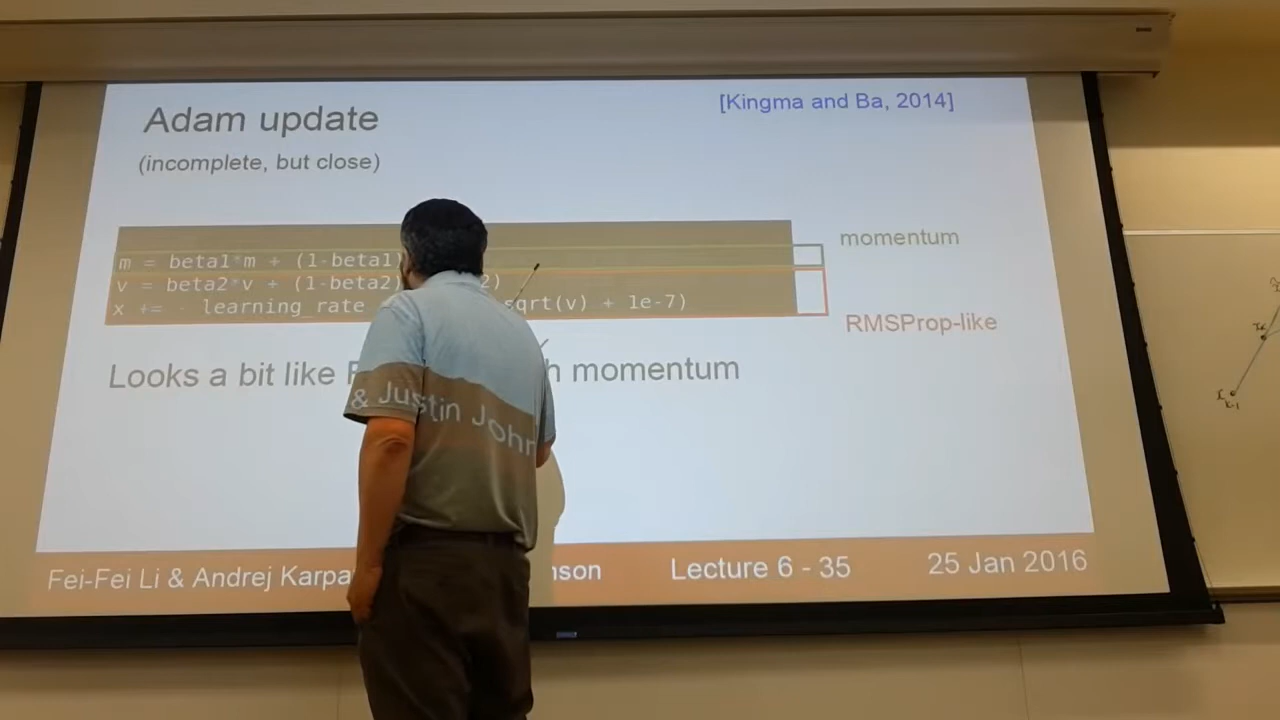 Adam update
[Kingma and Ba, 2014]
(incomplete, but close)
momentum
m = beta1*m + (1-beta1)
v = beta2*v + (1-beta2) 2)
x += - learning_rate sqrt(v) + 1e-7)
RMSProp-like
Looks a bit like momentum
& Justin John
Fei-Fei Li & Andrej Karpa nson Lecture 6 - 35 25 Jan 2016